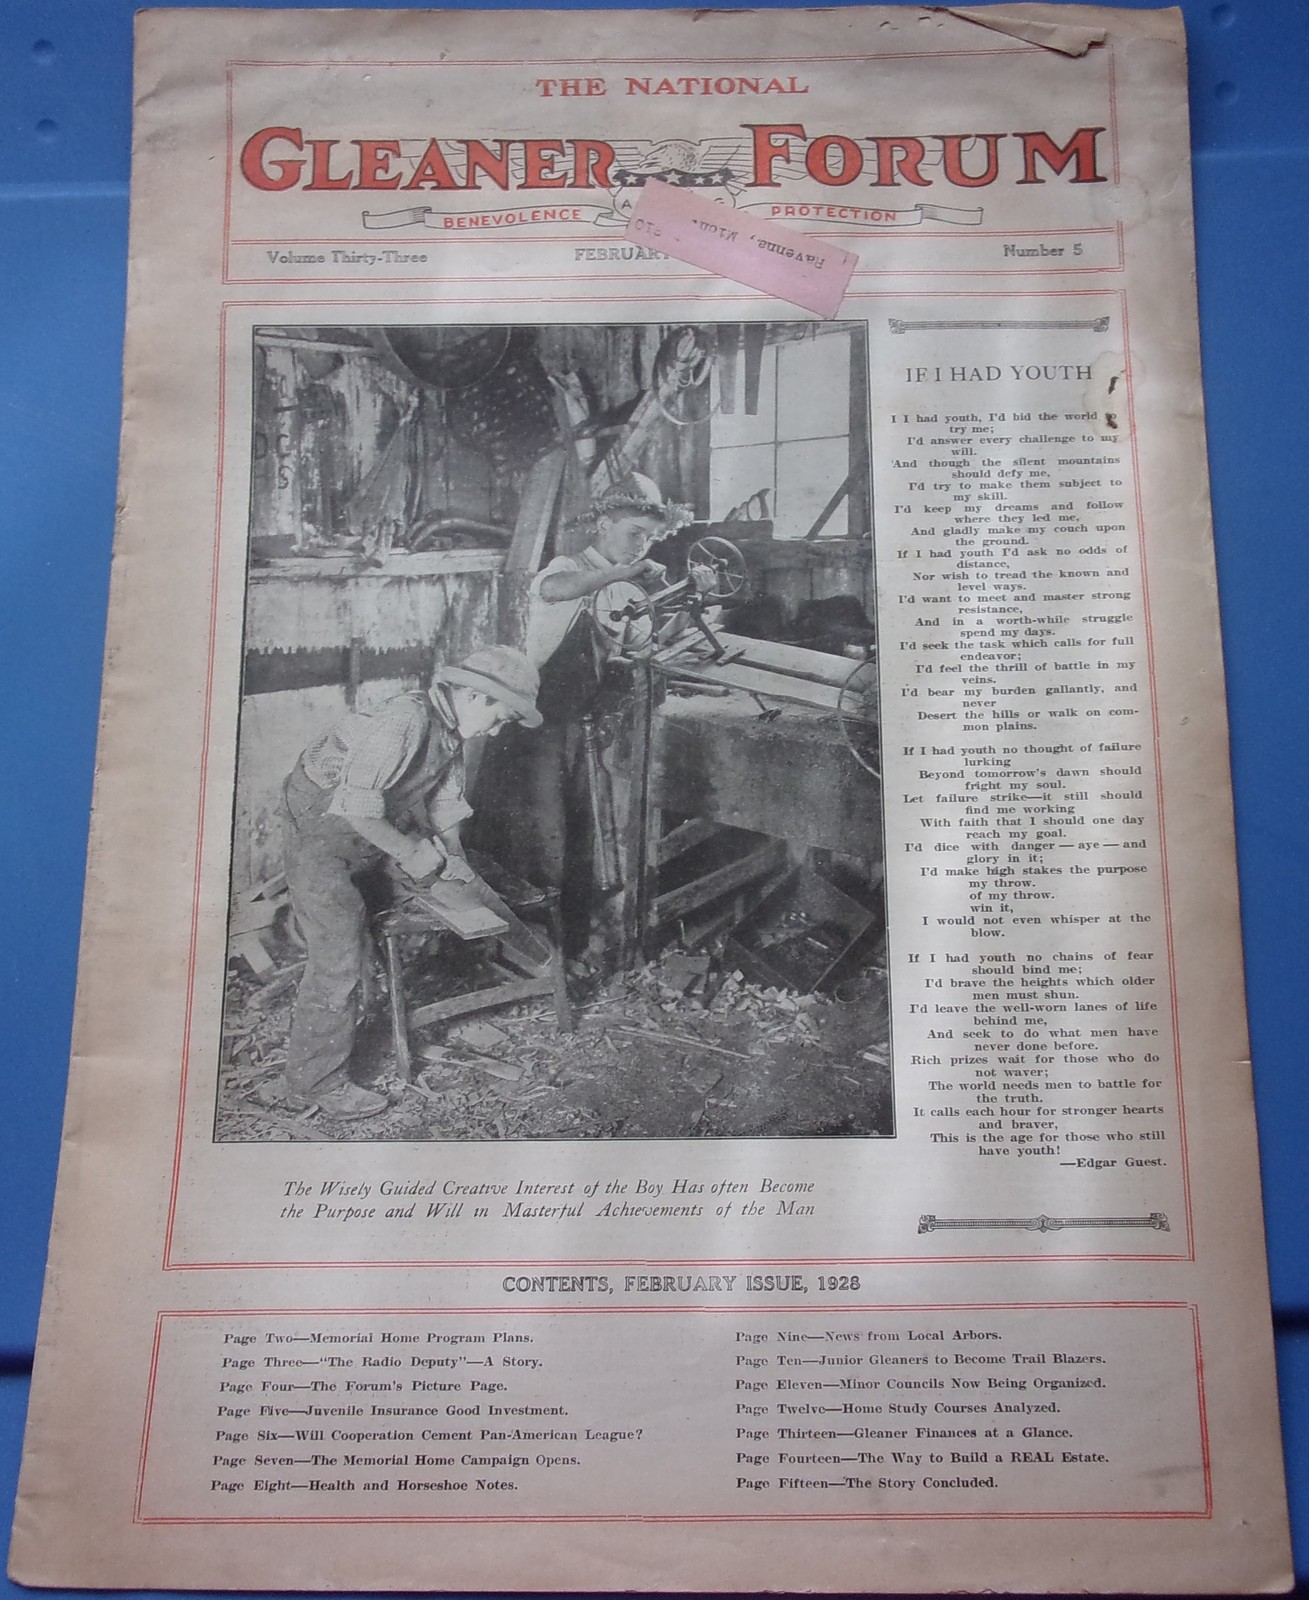 THE NATIONAL
GLEANER FORUM
BENEVOLENCE
PROTECTION
Ravenna, Mich.
Volume Thirty-Three
FEBRUARY
Number 5
IF I HAD YOUTH
I I had youth, I'd bid the world to
try me;
I'd answer every challenge to my
will.
And though the silent mountains
should defy me,
I'd try to make them subject to
my skill.
I'd keep my dreams and follow
where they led me,
And gladly make my couch upon
the ground.
If I had youth I'd ask no odds of
distance,
Nor wish to tread the known and
level ways.
I'd want to meet and master strong
resistance,
And in a worth-while struggle
spend my days.
I'd seek the task which calls for full
endeavor;
I'd feel the thrill of battle in my
veins.
I'd bear my burden gallantly, and
never
Desert the hills or walk on com-
mon plains.
If I had youth no thought of failure
lurking
Beyond tomorrow's dawn should
fright my soul.
Let failure strike—it still should
find me working
With faith that I should one day
reach my goal.
I'd dice with danger—aye—and
glory in it;
I'd make high stakes the purpose
my throw.
of my throw.
win it,
I would not even whisper at the
blow.
If I had youth no chains of fear
should bind me;
I'd brave the heights which older
men must shun.
I'd leave the well-worn lanes of life
behind me,
And seek to do what men have
never done before.
Rich prizes wait for those who do
not waver;
The world needs men to battle for
the truth.
It calls each hour for stronger hearts
and braver,
This is the age for those who still
have youth!
—Edgar Guest.
The Wisely Guided Creative Interest of the Boy Has often Become
the Purpose and Will in Masterful Achievements of the Man
CONTENTS, FEBRUARY ISSUE, 1928
Page Two—Memorial Home Program Plans.
Page Three—"The Radio Deputy"—A Story.
Page Four—The Forum's Picture Page.
Page Five—Juvenile Insurance Good Investment.
Page Six—Will Cooperation Cement Pan-American League?
Page Seven—The Memorial Home Campaign Opens.
Page Eight—Health and Horseshoe Notes.
Page Nine—News from Local Arbors.
Page Ten—Junior Gleaners to Become Trail Blazers.
Page Eleven—Minor Councils Now Being Organized.
Page Twelve—Home Study Courses Analyzed.
Page Thirteen—Gleaner Finances at a Glance.
Page Fourteen—The Way to Build a REAL Estate.
Page Fifteen—The Story Concluded.